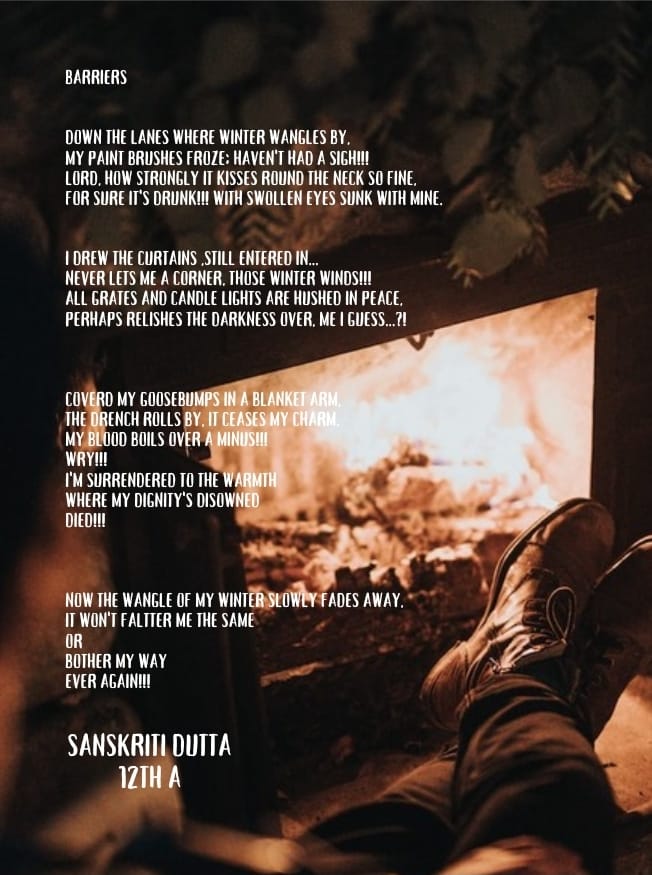 BARRIERS
DOWN THE LANES WHERE WINTER WANGLES BY,
MY PAINT BRUSHES FROZE; HAVEN'T HAD A SIGH!!!
LORD, HOW STRONGLY IT KISSES ROUND THE NECK SO FINE,
FOR SURE IT'S DRUNK!!! WITH SWOLLEN EYES SUNK WITH MINE.
I DREW THE CURTAINS ,STILL ENTERED IN...
NEVER LETS ME A CORNER, THOSE WINTER WINDS!!!
ALL GRATES AND CANDLE LIGHTS ARE HUSHED IN PEACE,
PERHAPS RELISHES THE DARKNESS OVER, ME I GUESS...?!
COVERD MY GOOSEBUMPS IN A BLANKET ARM,
THE DRENCH ROLLS BY, IT CEASES MY CHARM.
MY BLOOD BOILS OVER A MINUS!!!
WRY!!!
I'M SURRENDERED TO THE WARMTH
WHERE MY DIGNITY'S DISOWNED
DIED!!!
NOW THE WANGLE OF MY WINTER SLOWLY FADES AWAY,
IT WON'T FALTTER ME THE SAME
OR
BOTHER MY WAY
EVER AGAIN!!!
SANSKRITI DUTTA
12TH A